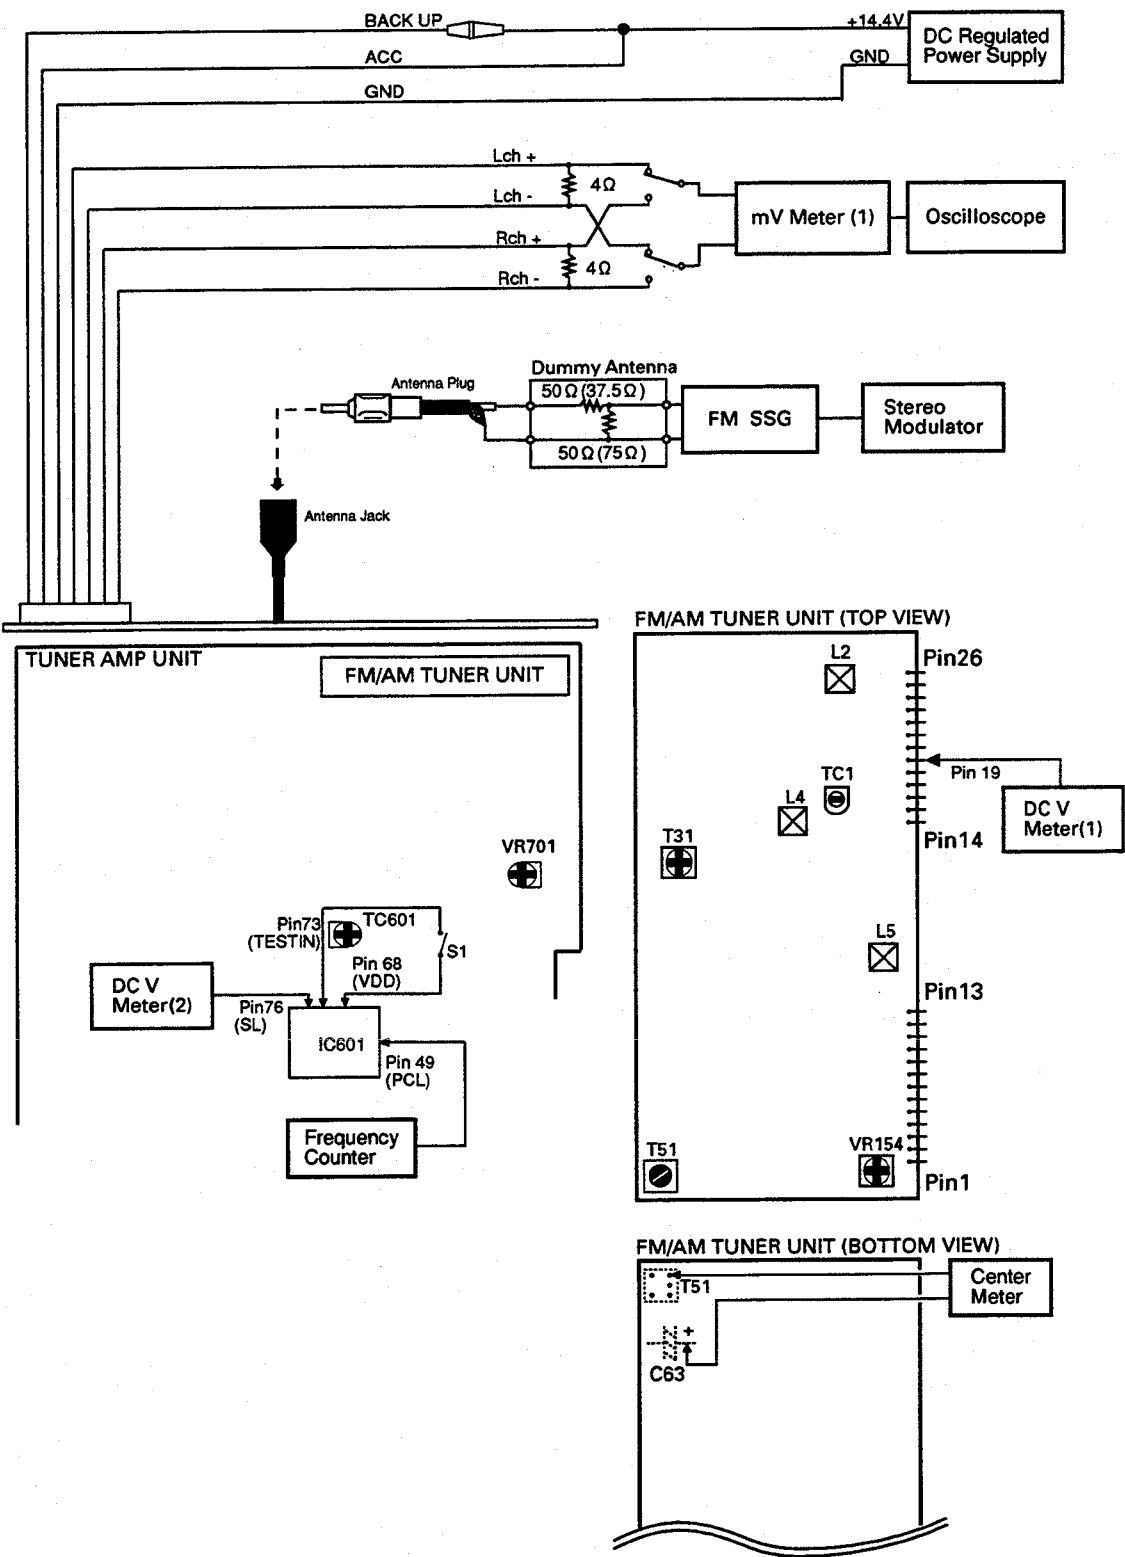 BACK UP
+14.4V
DC Regulated
Power Supply
ACC
GND
GND
Lch +
4Ω
Lch -
Rch +
4Ω
Rch -
mV Meter (1)
Oscilloscope
Dummy Antenna
Antenna Plug
50Ω(37.5Ω)
50Ω(75Ω)
FM SSG
Stereo
Modulator
Antenna Jack
TUNER AMP UNIT
FM/AM TUNER UNIT
VR701
Pin73
(TESTIN)
TC601
S1
Pin 68
(VDD)
DC V
Meter(2)
Pin76
(SL)
IC601
Pin 49
(PCL)
Frequency
Counter
FM/AM TUNER UNIT (TOP VIEW)
L2
Pin26
TC1
Pin 19
L4
DC V
Meter(1)
T31
Pin14
L5
Pin13
T51
VR154
Pin1
FM/AM TUNER UNIT (BOTTOM VIEW)
T51
Center
Meter
+
C63